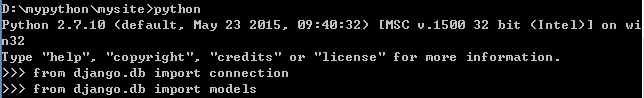 D:\mypython\mysite>python
Python 2.7.10 (default, May 23 2015, 09:40:32) [MSC v.1500 32 bit (Intel)] on wi
n32
Type "help", "copyright", "credits" or "license" for more information.
>>> from django.db import connection
>>> from django.db import models